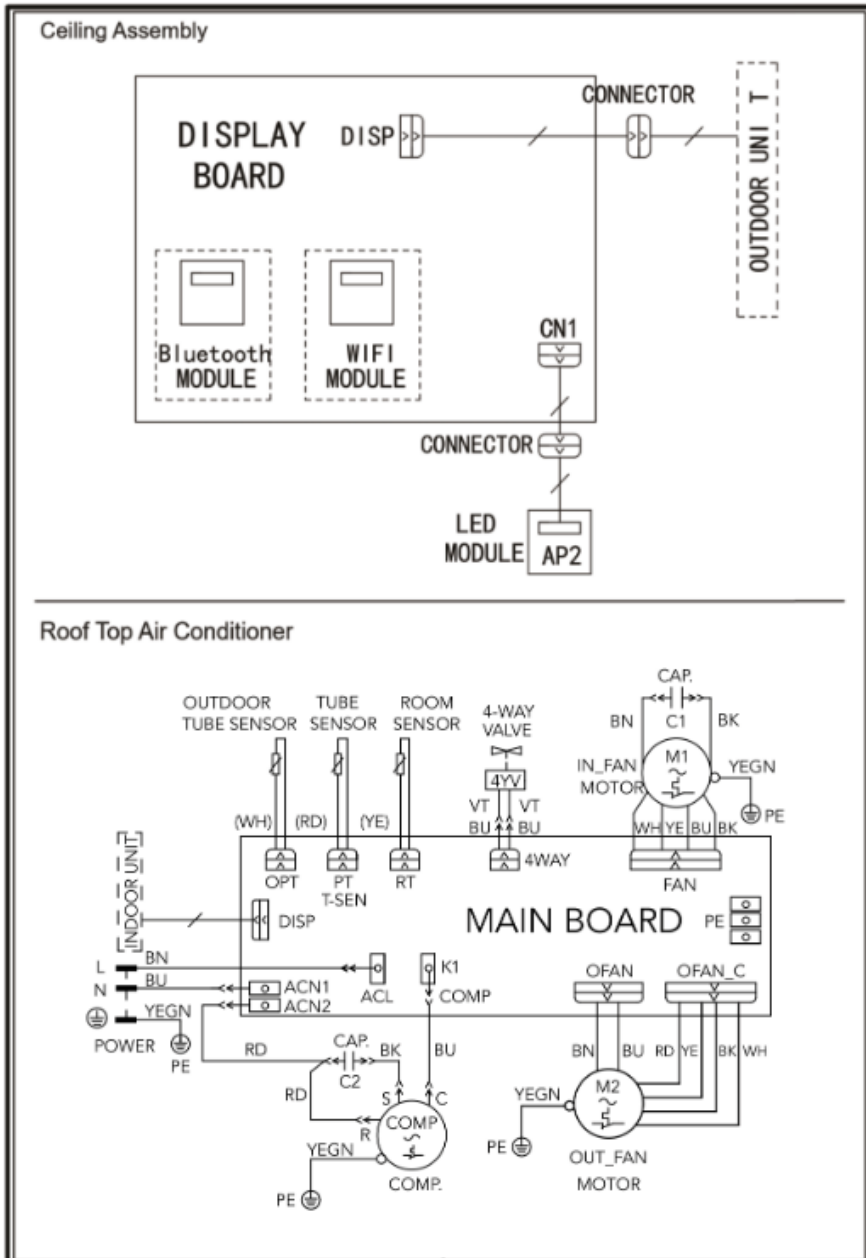 Ceiling Assembly
CONNECTOR
DISPLAY
BOARD
DISP
OUTDOOR UNI T
Bluetooth
MODULE
WIFI
MODULE
CN1
CONNECTOR
LED
MODULE
AP2
Roof Top Air Conditioner
OUTDOOR
TUBE SENSOR
TUBE
SENSOR
ROOM
SENSOR
4-WAY
VALVE
4YV
VT VT
BU BU
CAP.
C1
BN
BK
M1
IN_FAN
MOTOR
YEGN
PE
WH YE BU BK
(WH) (RD) (YE)
OPT
PT
T-SEN
RT
4WAY
FAN
INDOOR UNIT
DISP
MAIN BOARD
PE
L
BN
N
BU
YEGN
POWER
PE
ACN1
ACN2
ACL
K1
COMP
OFAN
OFAN_C
RD
CAP.
C2
BK
BU
RD
S
C
R
COMP
YEGN
PE
COMP.
BN
BU
RD
YE
BK
WH
M2
YEGN
PE
OUT_FAN
MOTOR